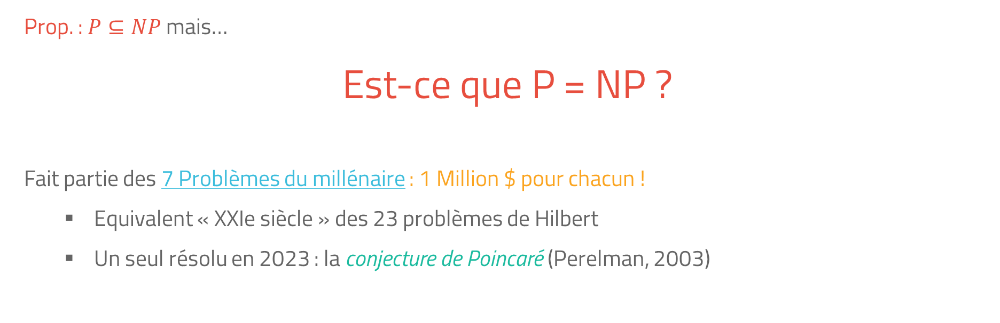 Prop. : P ⊆ NP mais…
Est-ce que P = NP ?
Fait partie des 7 Problèmes du millénaire : 1 Million $ pour chacun !
▪ Equivalent « XXIe siècle » des 23 problèmes de Hilbert
▪ Un seul résolu en 2023 : la conjecture de Poincaré (Perelman, 2003)